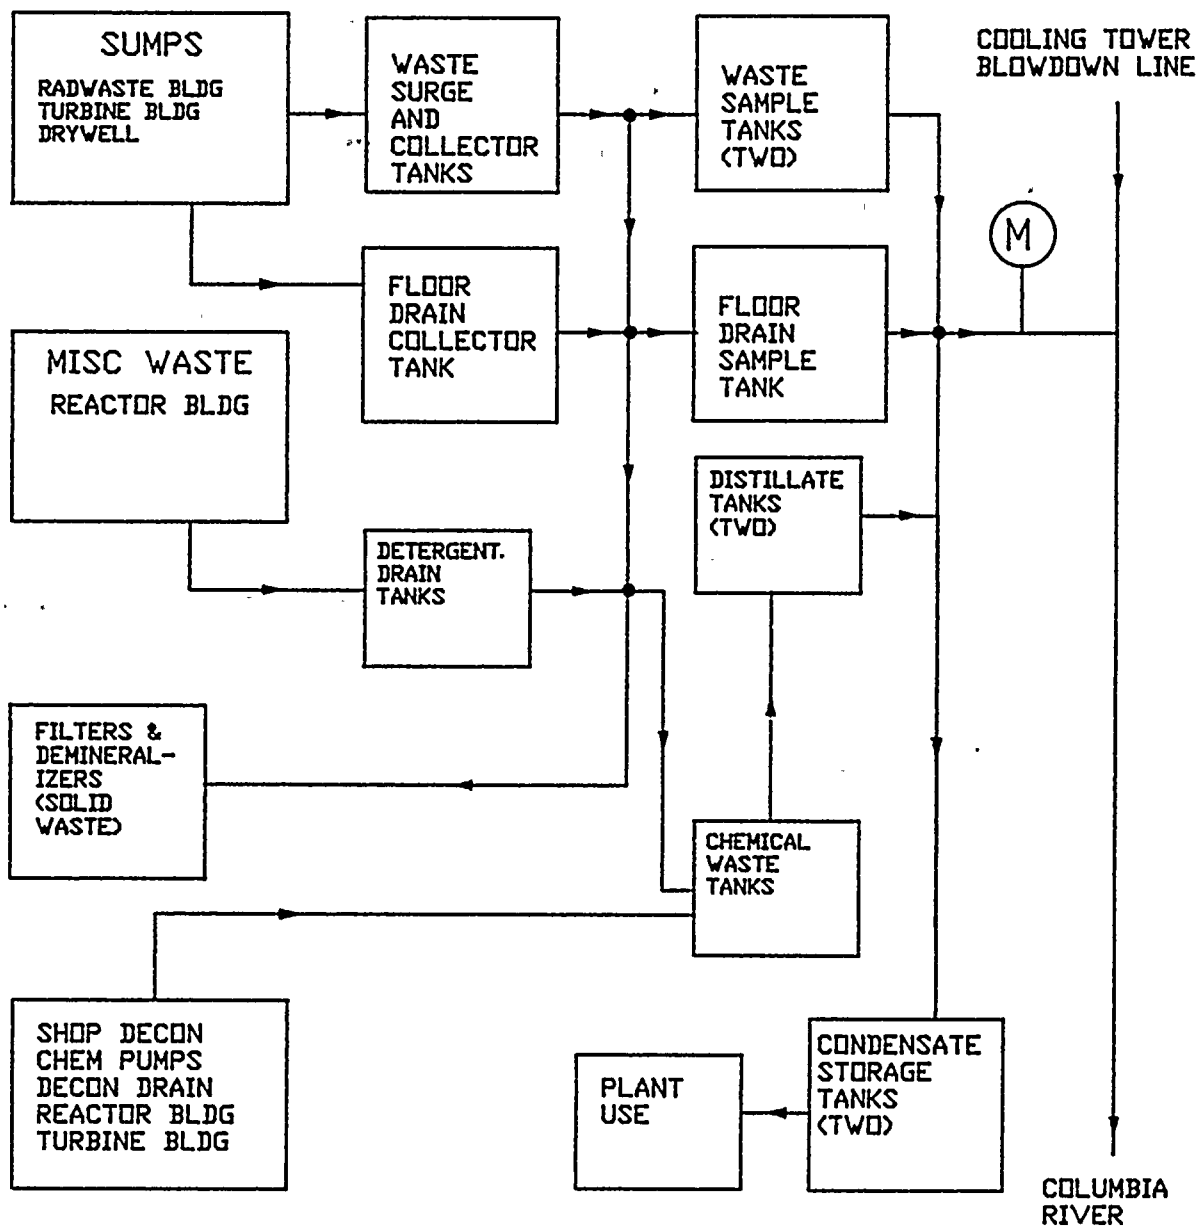 SUMPS
RADWASTE BLDG
TURBINE BLDG
DRYWELL
WASTE
SURGE
AND
COLLECTOR
TANKS
WASTE
SAMPLE
TANKS
(TWO)
COOLING TOWER
BLOWDOWN LINE
M
FLOOR
DRAIN
COLLECTOR
TANK
FLOOR
DRAIN
SAMPLE
TANK
MISC WASTE
REACTOR BLDG
DISTILLATE
TANKS
(TWO)
DETERGENT.
DRAIN
TANKS
FILTERS &
DEMINERAL-
IZERS
(SOLID
WASTE)
CHEMICAL
WASTE
TANKS
SHOP DECON
CHEM PUMPS
DECON DRAIN
REACTOR BLDG
TURBINE BLDG
PLANT
USE
CONDENSATE
STORAGE
TANKS
(TWO)
COLUMBIA
RIVER